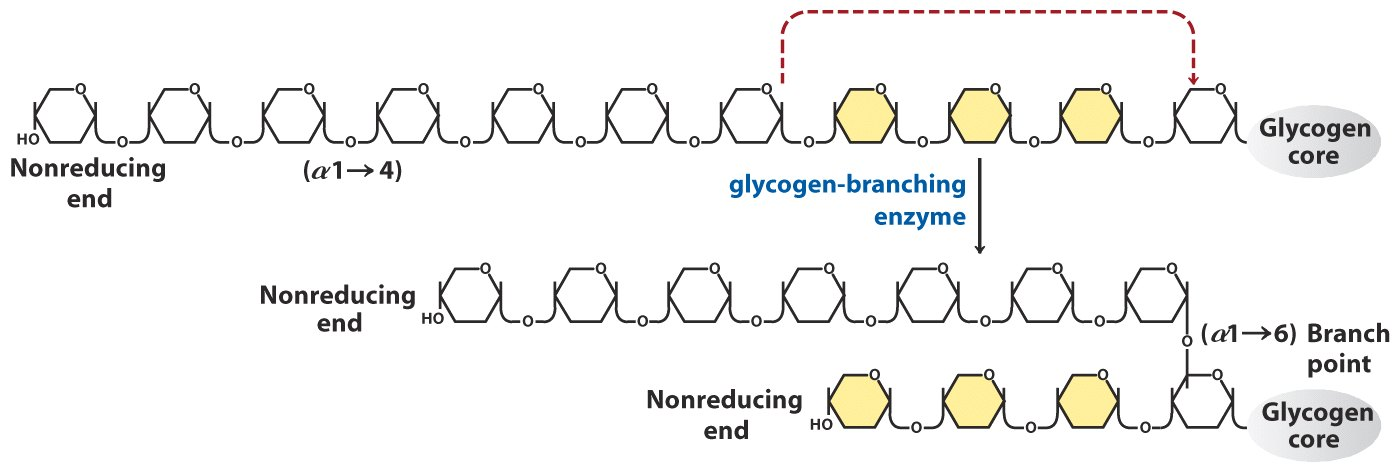 O O O O O O O O O O O
HO O O O O O O O O O O
Glycogen
core
Nonreducing
end
(α1→4)
glycogen-branching
enzyme
O O O O O O O
Nonreducing
end
HO O O O O O O
O
(α1→6) Branch
point
O O O O
Nonreducing
end
HO O O O
Glycogen
core